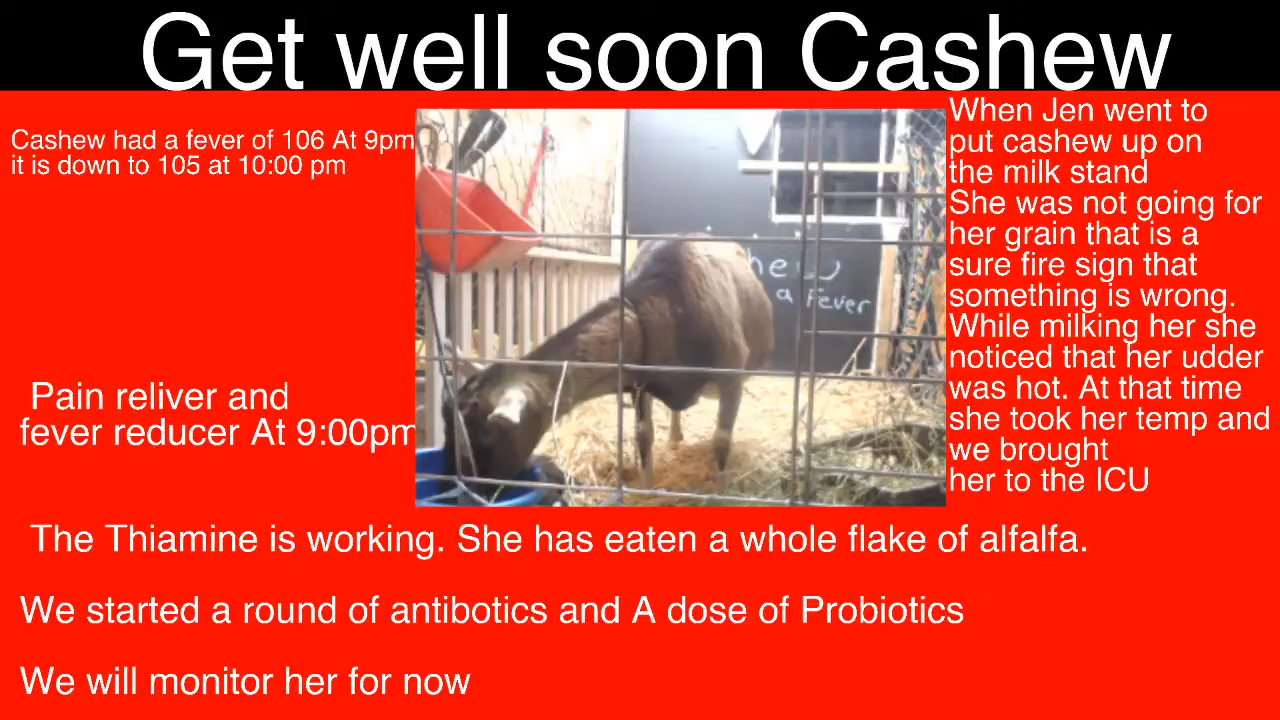 Get well soon Cashew
Cashew had a fever of 106 At 9pm
it is down to 105 at 10:00 pm
Pain reliver and
fever reducer At 9:00pm
hew
a Fever
When Jen went to
put cashew up on
the milk stand
She was not going for
her grain that is a
sure fire sign that
something is wrong.
While milking her she
noticed that her udder
was hot. At that time
she took her temp and
we brought
her to the ICU
The Thiamine is working. She has eaten a whole flake of alfalfa.
We started a round of antibotics and A dose of Probiotics
We will monitor her for now